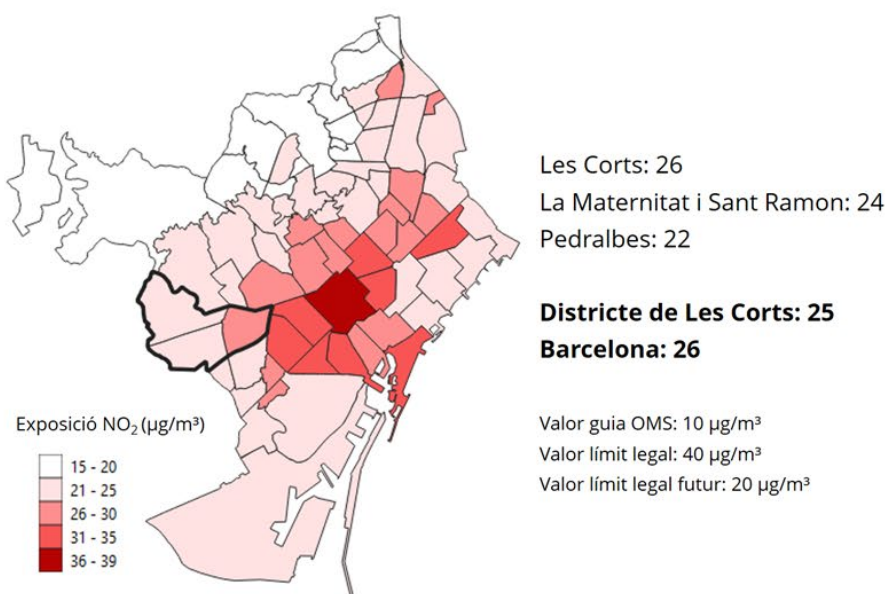 Les Corts: 26
La Maternitat i Sant Ramon: 24
Pedralbes: 22
Districte de Les Corts: 25
Barcelona: 26
Valor guia OMS: 10 µg/m³
Valor límit legal: 40 µg/m³
Valor límit legal futur: 20 µg/m³
Exposició NO₂ (µg/m³)
15 - 20
21 - 25
26 - 30
31 - 35
36 - 39